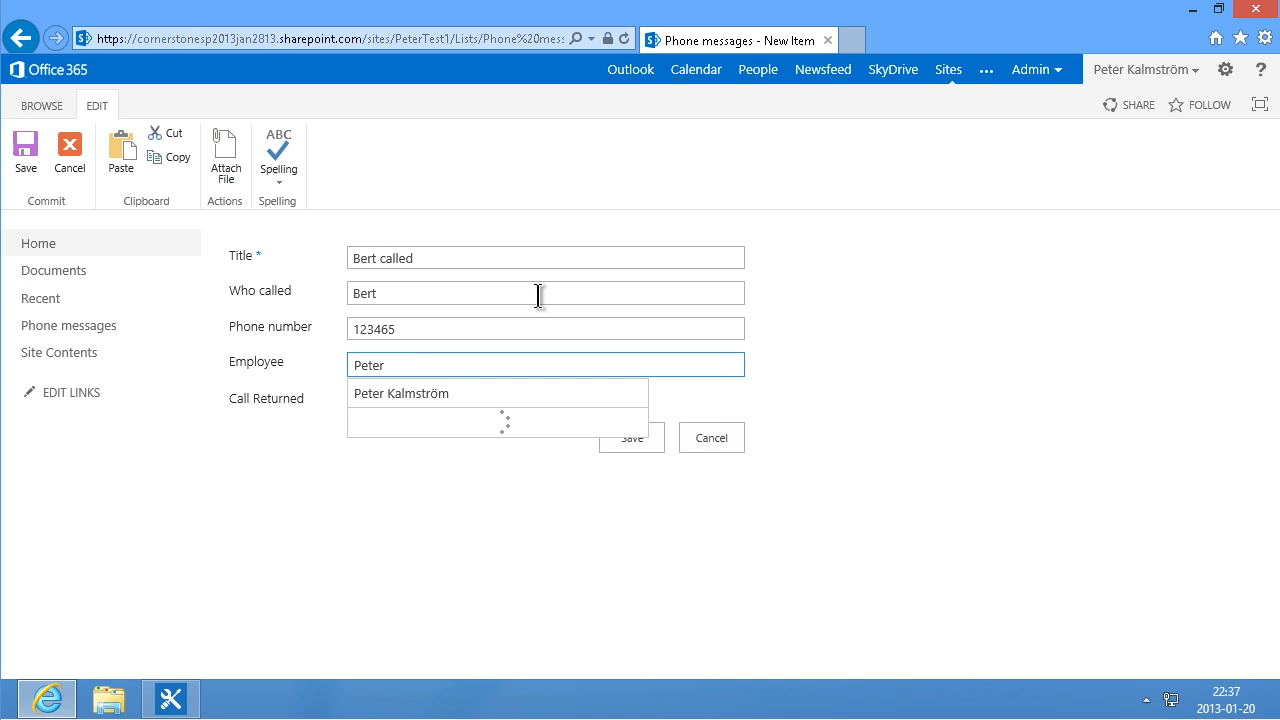 https://cornerstonesp2013jan2813.sharepoint.com/sites/PeterTest1/Lists/Phone%20mess
Phone messages - New Item
Office 365
Outlook Calendar People Newsfeed SkyDrive Sites ... Admin Peter Kalmström ?
BROWSE EDIT SHARE FOLLOW
Save Cancel Paste Cut Copy Attach File ABC Spelling
Commit Clipboard Actions Spelling
Home
Documents
Recent
Phone messages
Site Contents
EDIT LINKS
Title * Bert called
Who called Bert
Phone number 123465
Employee Peter
Peter Kalmström
Call Returned
Save Cancel
22:37
2013-01-20